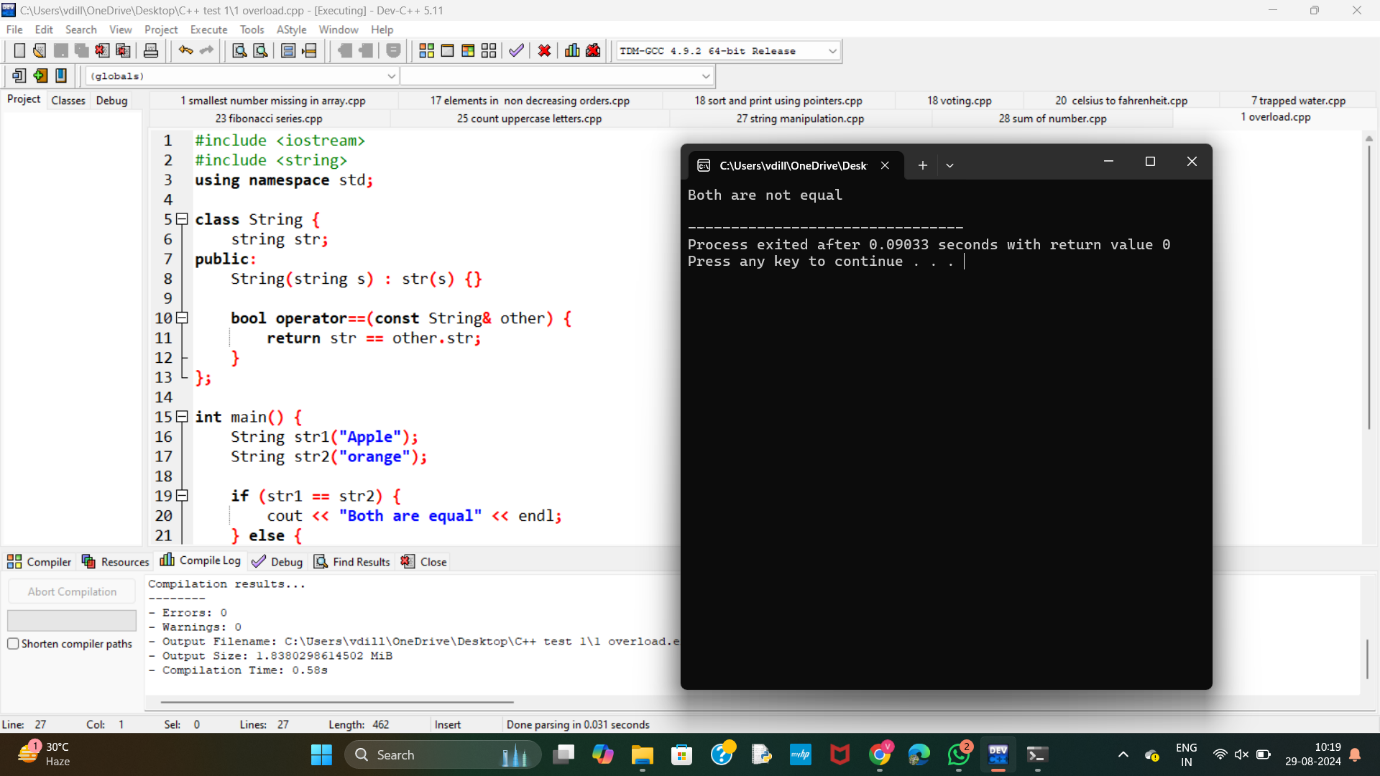 C:\Users\vdill\OneDrive\Desktop\C++ test 1\1 overload.cpp - [Executing] - Dev-C++ 5.11
File Edit Search View Project Execute Tools AStyle Window Help
TDM-GCC 4.9.2 64-bit Release
(globals)
Project Classes Debug
1 smallest number missing in array.cpp 17 elements in non decreasing orders.cpp 18 sort and print using pointers.cpp 18 voting.cpp 20 celsius to fahrenheit.cpp 7 trapped water.cpp
23 fibonacci series.cpp 25 count uppercase letters.cpp 27 string manipulation.cpp 28 sum of number.cpp 1 overload.cpp
1 #include <iostream>
2 #include <string>
3 using namespace std;
4
5 class String {
6 string str;
7 public:
8 String(string s) : str(s) {}
9
10 bool operator==(const String& other) {
11 return str == other.str;
12 }
13 };
14
15 int main() {
16 String str1("Apple");
17 String str2("orange");
18
19 if (str1 == str2) {
20 cout << "Both are equal" << endl;
21 } else {
C:\Users\vdill\OneDrive\Desk
Both are not equal
--------------------------------
Process exited after 0.09033 seconds with return value 0
Press any key to continue . . .
Compiler Resources Compile Log Debug Find Results Close
Abort Compilation
Shorten compiler paths
Compilation results...
--------
- Errors: 0
- Warnings: 0
- Output Filename: C:\Users\vdill\OneDrive\Desktop\C++ test 1\1 overload.e
- Output Size: 1.8380298614502 MiB
- Compilation Time: 0.58s
Line: 27 Col: 1 Sel: 0 Lines: 27 Length: 462 Insert Done parsing in 0.031 seconds
1
30°C
Haze
Search
myhp
V
2
DEV
ENG
IN
10:19
29-08-2024